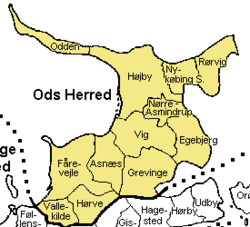 Odden
Rørvig
Ny-
købing S.
Højby
Ods Herred
Nørre-
Asmindrup
Vig
Egebjerg
Fåre-
vejle
Asnæs
Grevinge
Valle-
kilde
Hørve
Føl-
lens-
Gis-
Hage-
sted
Hørby
Udby